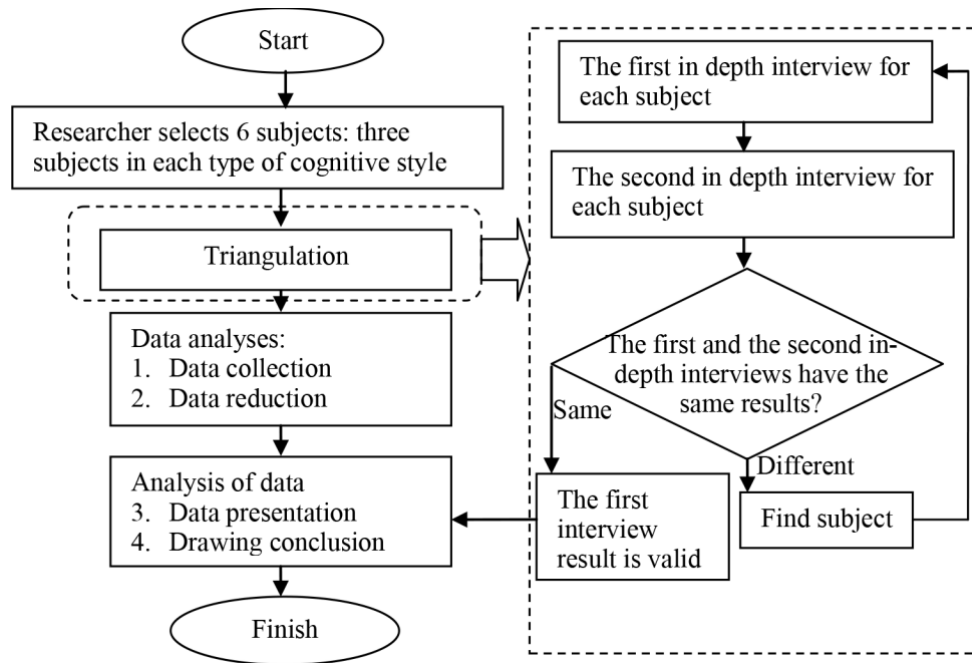 Start
Researcher selects 6 subjects: three
subjects in each type of cognitive style
Triangulation
Data analyses:
1. Data collection
2. Data reduction
Analysis of data
3. Data presentation
4. Drawing conclusion
Finish
The first in depth interview for
each subject
The second in depth interview for
each subject
The first and the second in-
depth interviews have the
same results?
Same
Different
The first
interview
result is valid
Find subject